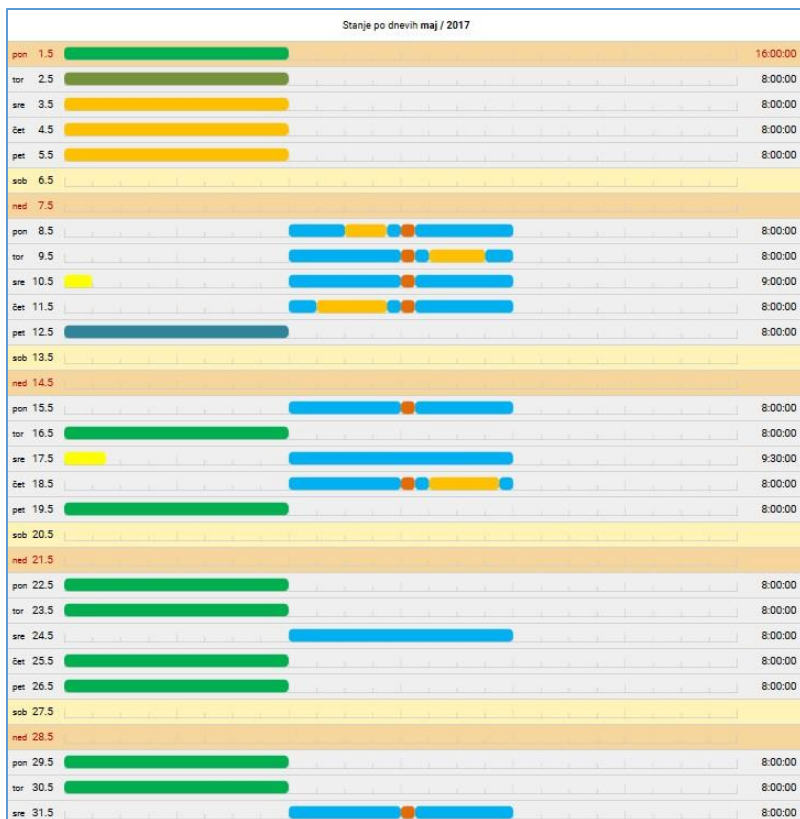 Stanje po dnevih maj / 2017
pon 1.5 16:00:00
tor 2.5 8:00:00
sre 3.5 8:00:00
čet 4.5 8:00:00
pet 5.5 8:00:00
sob 6.5
ned 7.5
pon 8.5 8:00:00
tor 9.5 8:00:00
sre 10.5 9:00:00
čet 11.5 8:00:00
pet 12.5 8:00:00
sob 13.5
ned 14.5
pon 15.5 8:00:00
tor 16.5 8:00:00
sre 17.5 9:30:00
čet 18.5 8:00:00
pet 19.5 8:00:00
sob 20.5
ned 21.5
pon 22.5 8:00:00
tor 23.5 8:00:00
sre 24.5 8:00:00
čet 25.5 8:00:00
pet 26.5 8:00:00
sob 27.5
ned 28.5
pon 29.5 8:00:00
tor 30.5 8:00:00
sre 31.5 8:00:00